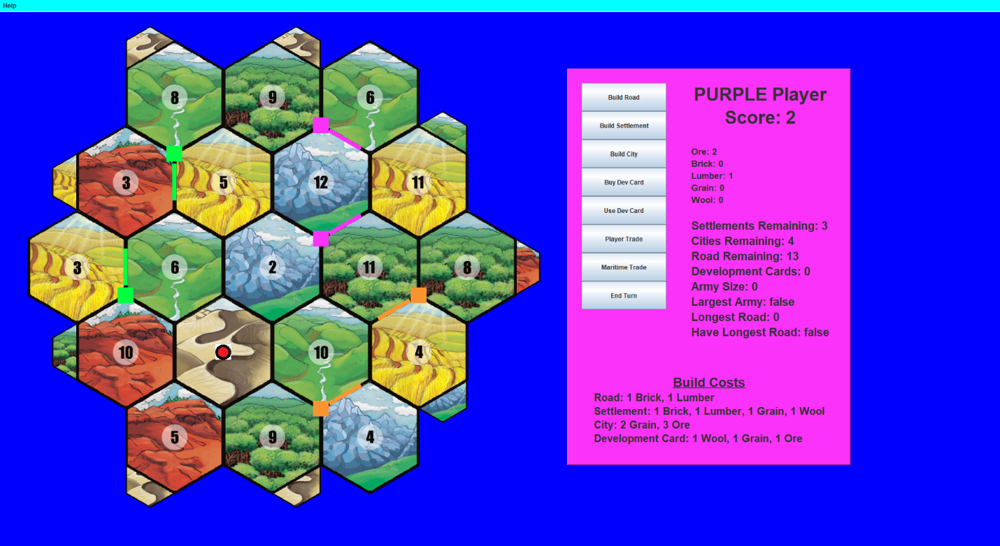 Help
8
9
6
3
5
12
11
3
6
2
11
8
10
10
4
5
9
4
Build Road
Build Settlement
Build City
Buy Dev Card
Use Dev Card
Player Trade
Maritime Trade
End Turn
PURPLE Player
Score: 2
Ore: 2
Brick: 0
Lumber: 1
Grain: 0
Wool: 0
Settlements Remaining: 3
Cities Remaining: 4
Road Remaining: 13
Development Cards: 0
Army Size: 0
Largest Army: false
Longest Road: 0
Have Longest Road: false
Build Costs
Road: 1 Brick, 1 Lumber
Settlement: 1 Brick, 1 Lumber, 1 Grain, 1 Wool
City: 2 Grain, 3 Ore
Development Card: 1 Wool, 1 Grain, 1 Ore